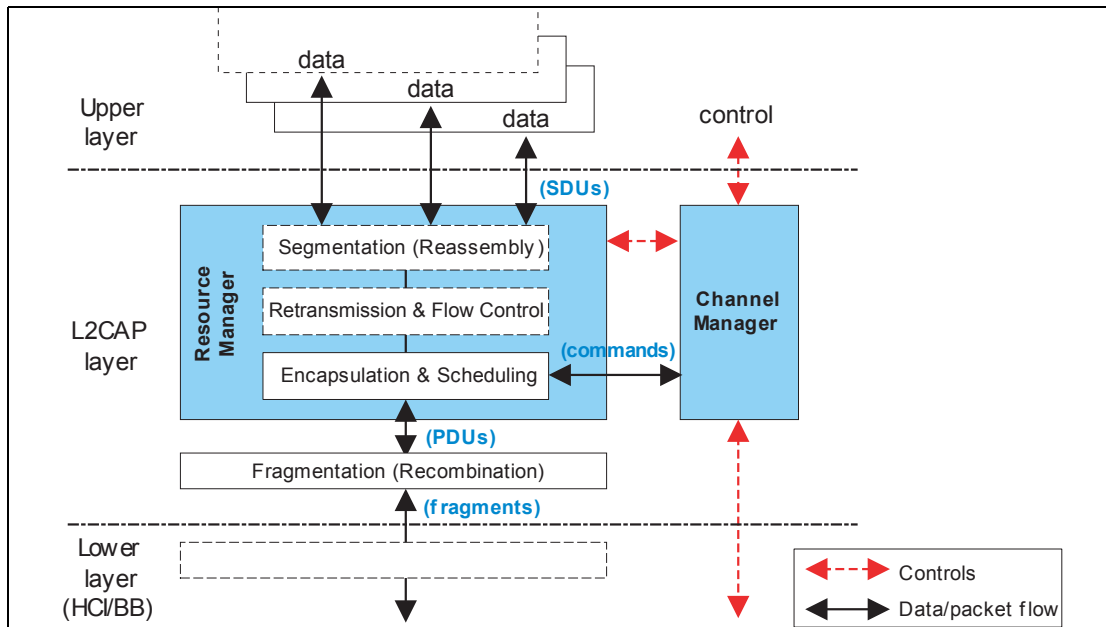 data
data
data
Upper
layer
control
(SDUs)
Segmentation (Reassembly)
Resource
Manager
Retransmission & Flow Control
Channel
Manager
L2CAP
layer
(commands)
Encapsulation & Scheduling
(PDUs)
Fragmentation (Recombination)
(fragments)
Lower
layer
(HCI/BB)
Controls
Data/packet flow